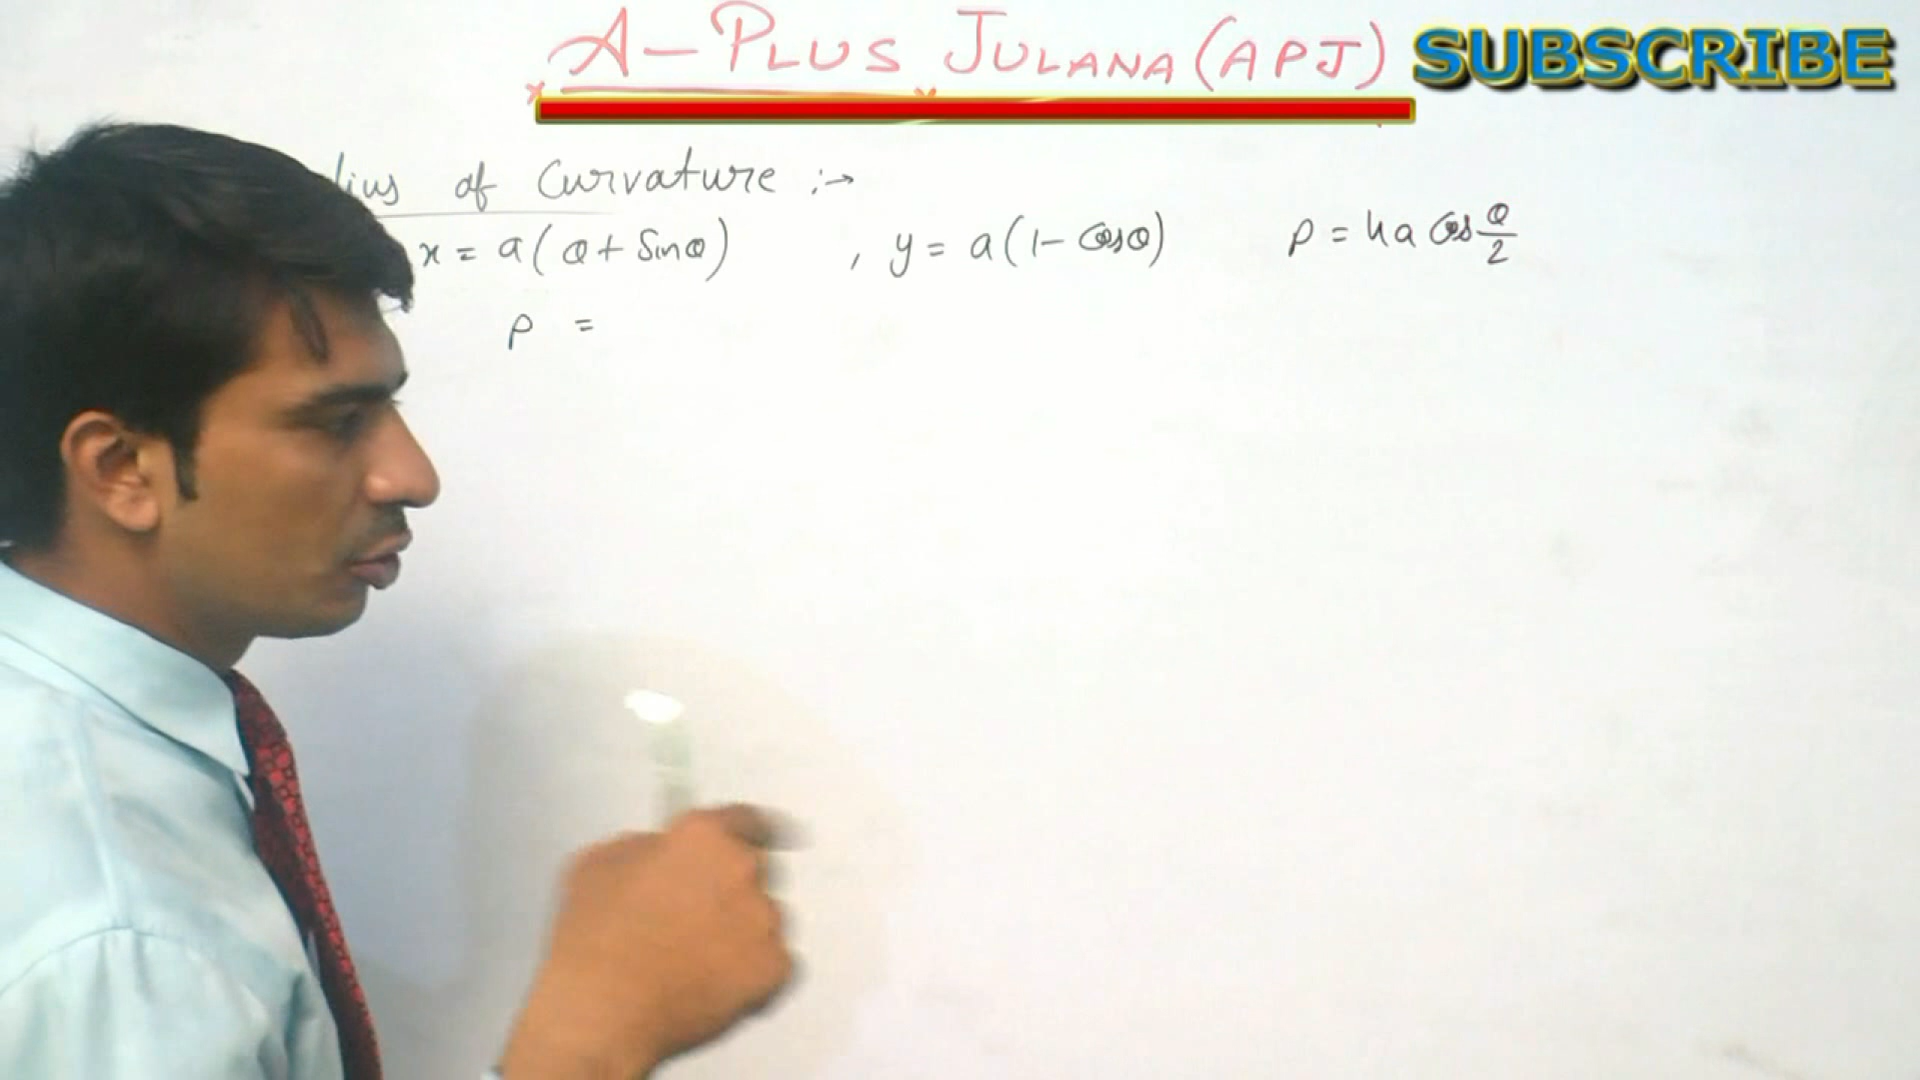 A-PLUS JULANA (APJ) SUBSCRIBE
dius of Curvature :→
x = a(θ + Sinθ) , y = a(1 - Cosθ) ρ = 4a Cos θ/2
ρ =